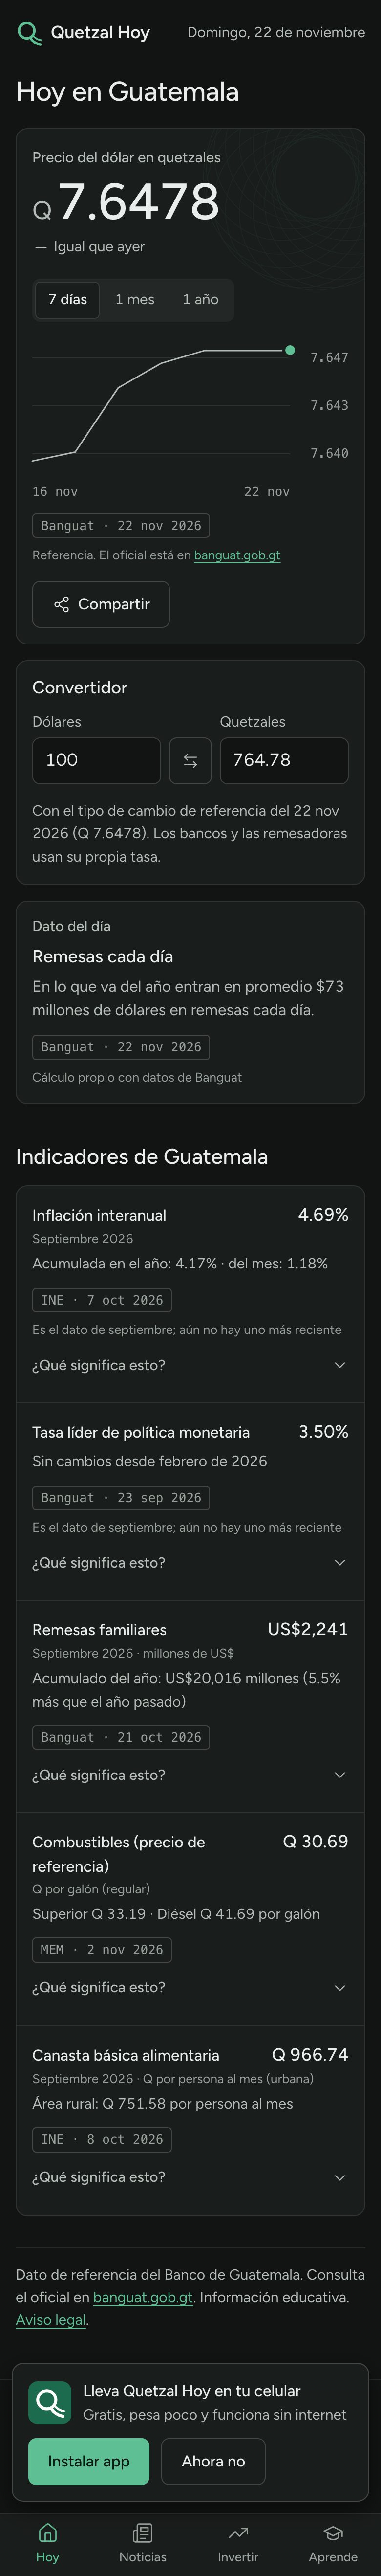 Quetzal Hoy
Domingo, 22 de noviembre
Hoy en Guatemala
Precio del dólar en quetzales
Q 7.6478
— Igual que ayer
7 días
1 mes
1 año
7.647
7.643
7.640
16 nov
22 nov
Banguat · 22 nov 2026
Referencia. El oficial está en banguat.gob.gt
Compartir
Convertidor
Dólares
Quetzales
100
764.78
Con el tipo de cambio de referencia del 22 nov
2026 (Q 7.6478). Los bancos y las remesadoras
usan su propia tasa.
Dato del día
Remesas cada día
En lo que va del año entran en promedio $73
millones de dólares en remesas cada día.
Banguat · 22 nov 2026
Cálculo propio con datos de Banguat
Indicadores de Guatemala
Inflación interanual
4.69%
Septiembre 2026
Acumulada en el año: 4.17% · del mes: 1.18%
INE · 7 oct 2026
Es el dato de septiembre; aún no hay uno más reciente
¿Qué significa esto?
Tasa líder de política monetaria
3.50%
Sin cambios desde febrero de 2026
Banguat · 23 sep 2026
Es el dato de septiembre; aún no hay uno más reciente
¿Qué significa esto?
Remesas familiares
US$2,241
Septiembre 2026 · millones de US$
Acumulado del año: US$20,016 millones (5.5%
más que el año pasado)
Banguat · 21 oct 2026
¿Qué significa esto?
Combustibles (precio de
referencia)
Q 30.69
Q por galón (regular)
Superior Q 33.19 · Diésel Q 41.69 por galón
MEM · 2 nov 2026
¿Qué significa esto?
Canasta básica alimentaria
Q 966.74
Septiembre 2026 · Q por persona al mes (urbana)
Área rural: Q 751.58 por persona al mes
INE · 8 oct 2026
¿Qué significa esto?
Dato de referencia del Banco de Guatemala. Consulta
el oficial en banguat.gob.gt. Información educativa.
Aviso legal.
Lleva Quetzal Hoy en tu celular
Gratis, pesa poco y funciona sin internet
Instalar app
Ahora no
Hoy
Noticias
Invertir
Aprende